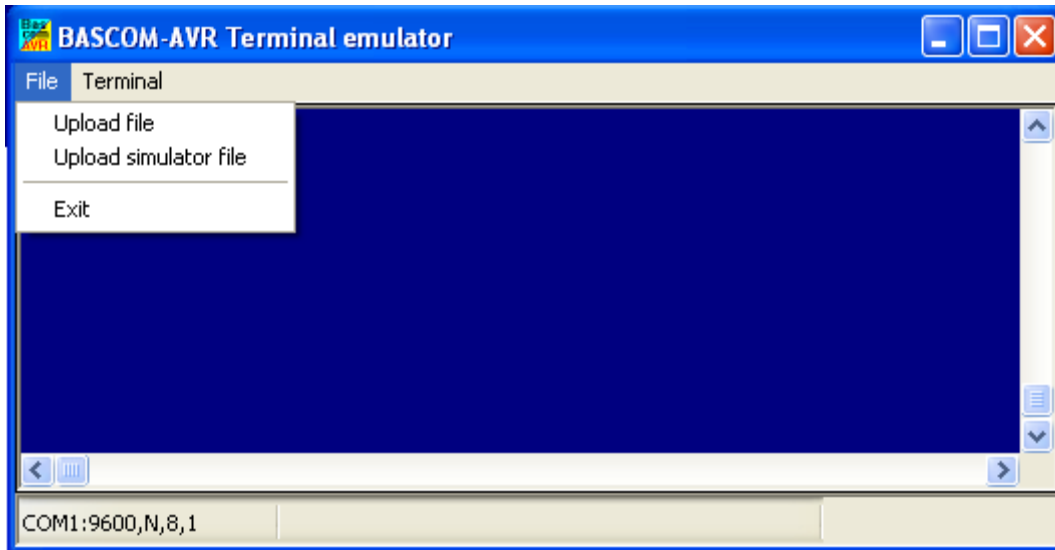 BASCOM-AVR Terminal emulator
File Terminal
Upload file
Upload simulator file
Exit
COM1:9600,N,8,1